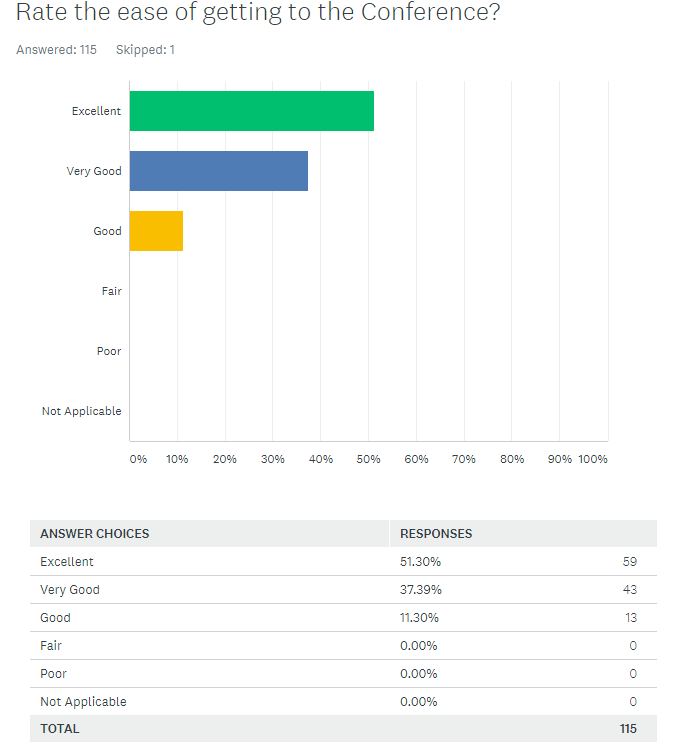 Rate the ease of getting to the Conference?
Answered: 115 Skipped: 1
Excellent
Very Good
Good
Fair
Poor
Not Applicable
0% 10% 20% 30% 40% 50% 60% 70% 80% 90% 100%
ANSWER CHOICES RESPONSES
Excellent 51.30% 59
Very Good 37.39% 43
Good 11.30% 13
Fair 0.00% 0
Poor 0.00% 0
Not Applicable 0.00% 0
TOTAL 115